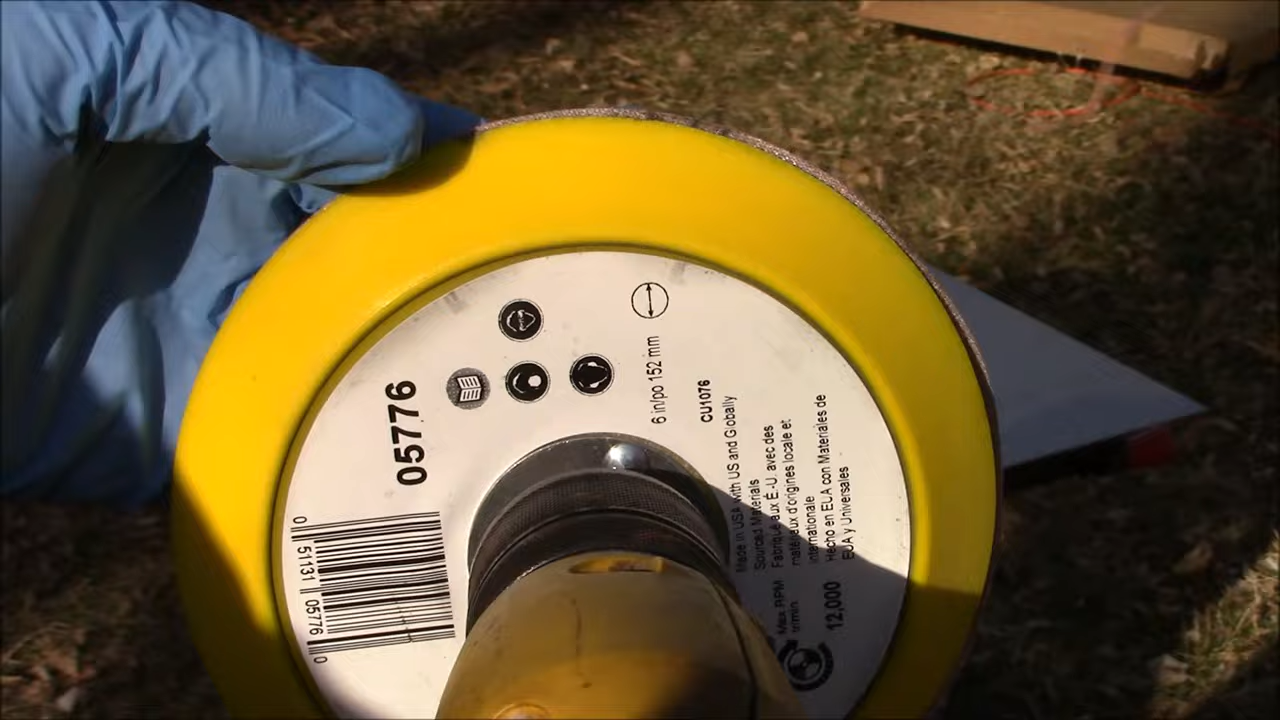 05776
0 51131 05776 0
6 in/po 152 mm
CU1076
Made in USA with US and Globally
Sourced Materials
Fabriqué aux É.-U. avec des
matériaux d'origines locale et
internationale
Hecho en EUA con Materiales de
EUA y Universales
Max RPM
tr/min
12,000